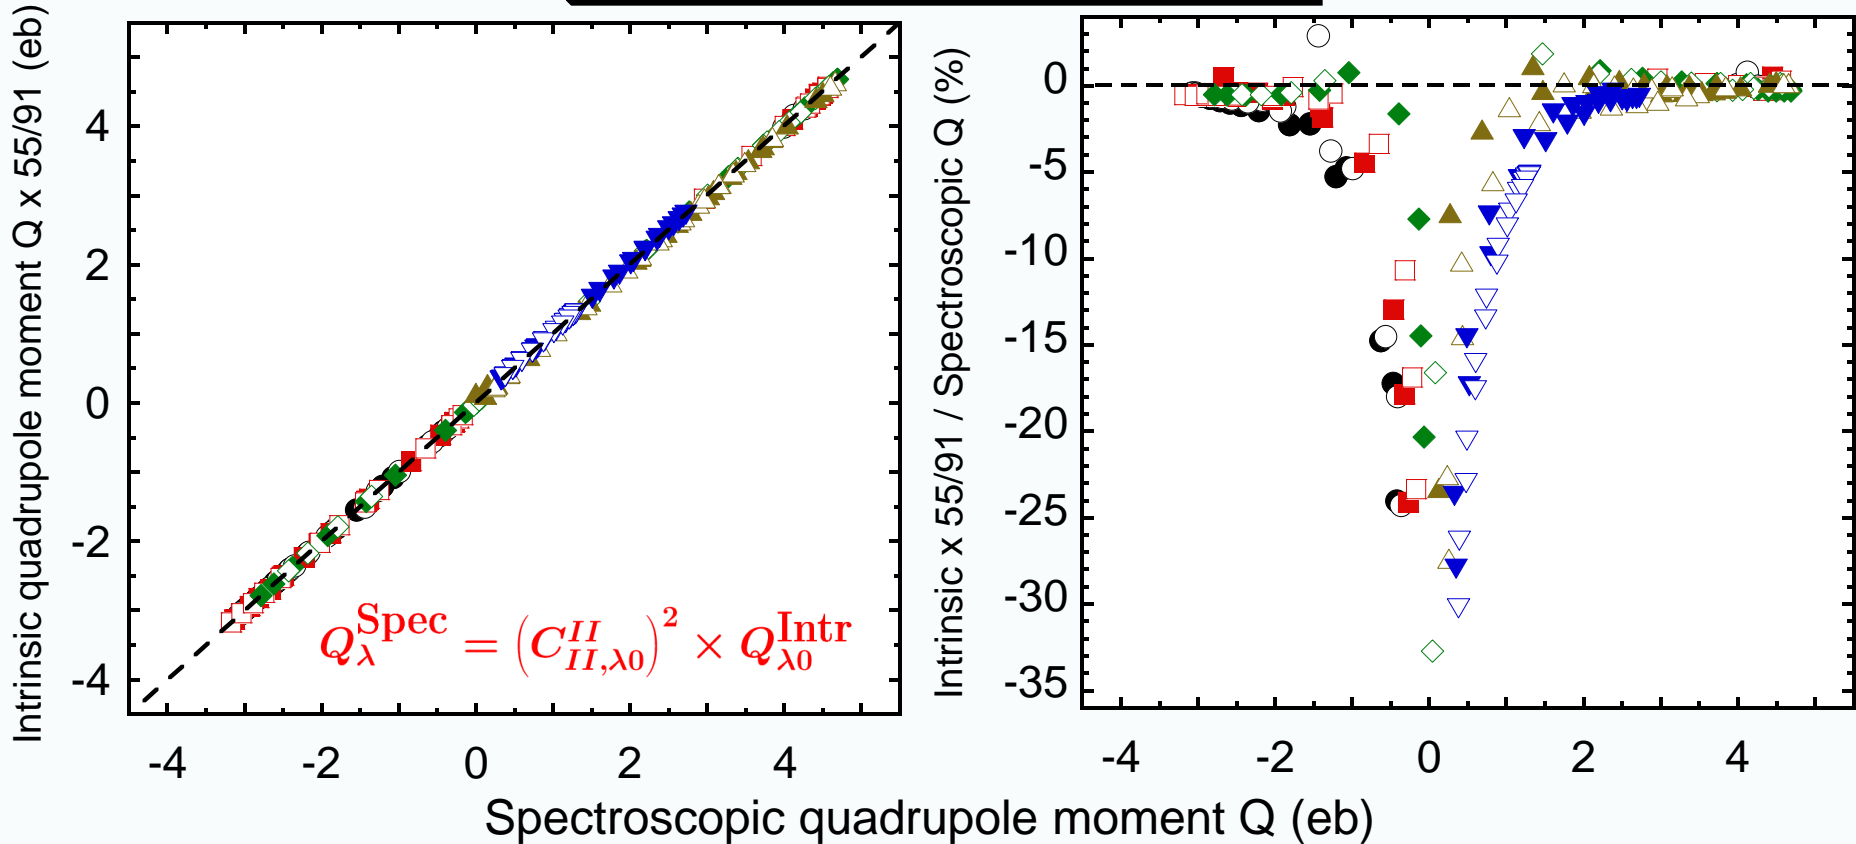 Intrinsic quadrupole moment Q x 55/91 (eb)
4
2
0
-2
-4
-4 -2 0 2 4
Q_λ^Spec = (C_{II,λ0}^{II})^2 × Q_{λ0}^Intr
Intrinsic x 55/91 / Spectroscopic Q (%)
0
-5
-10
-15
-20
-25
-30
-35
-4 -2 0 2 4
Spectroscopic quadrupole moment Q (eb)